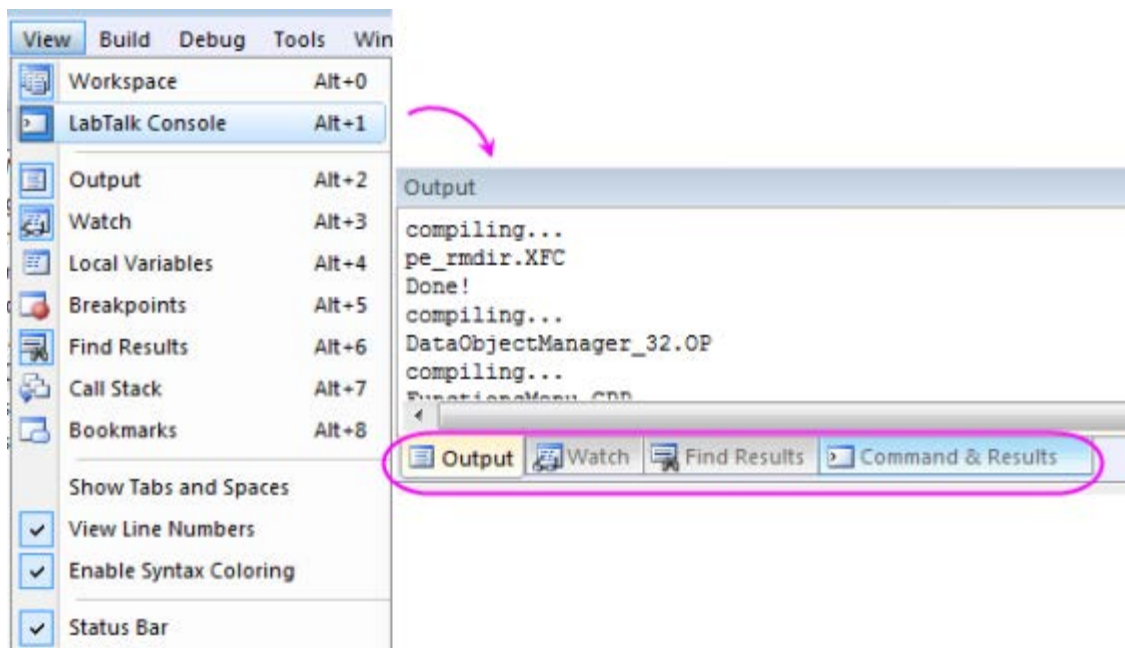 View Build Debug Tools Win
Workspace Alt+0
LabTalk Console Alt+1
Output Alt+2
Watch Alt+3
Local Variables Alt+4
Breakpoints Alt+5
Find Results Alt+6
Call Stack Alt+7
Bookmarks Alt+8
Show Tabs and Spaces
View Line Numbers
Enable Syntax Coloring
Status Bar
Output
compiling...
pe_rmdir.XFC
Done!
compiling...
DataObjectManager_32.OP
compiling...
FunctionsMenu.CPP
Output Watch Find Results Command & Results